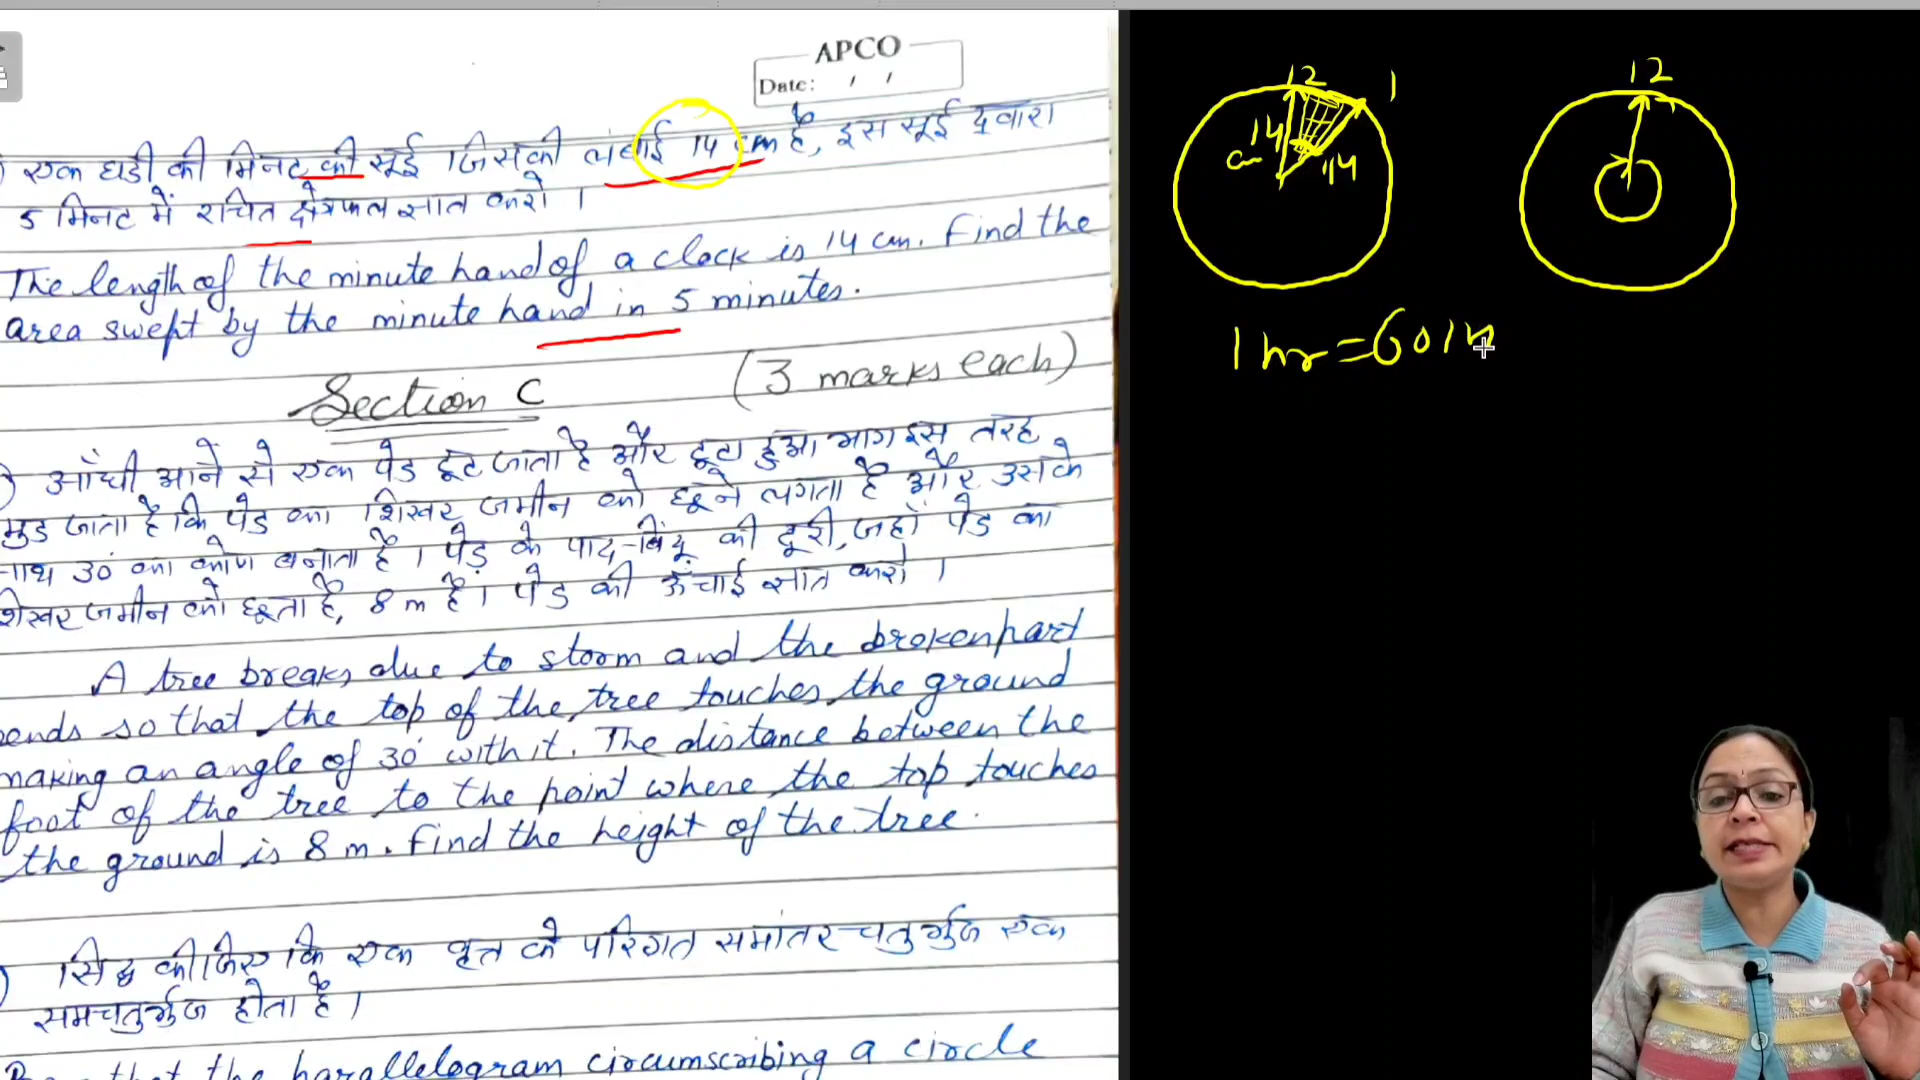 APCO
Date: / /
एक घडी की मिनट की सूई जिसकी लंबाई 14 cm है, इस सूई द्वारा
5 मिनट में रचित क्षेत्रफल ज्ञात करो ।
The length of the minute hand of a clock is 14 cm. Find the
area swept by the minute hand in 5 minutes.
Section C (3 marks each)
आँधी आने से एक पेड टूट जाता है और टूटा हुआ भाग इस तरह
मुड जाता है कि पेड का शिखर जमीन को छूने लगता है और उसके
साथ 30° का कोण बनाता है । पेड़ के पाद-बिंदू की दूरी, जहाँ पेड का
शिखर जमीन को छूता है, 8 m है । पेड की ऊँचाई ज्ञात करो ।
A tree breaks due to storm and the broken part
bends so that the top of the tree touches the ground
making an angle of 30° with it. The distance between the
foot of the tree to the point where the top touches
the ground is 8 m. Find the height of the tree.
सिद्ध कीजिए कि एक वृत्त के परिगत समांतर चतुर्भुज एक
समचतुर्भुज होता है ।
that the parallelogram circumscribing a circle
12 1
14 14
cm
12
1 hr = 60